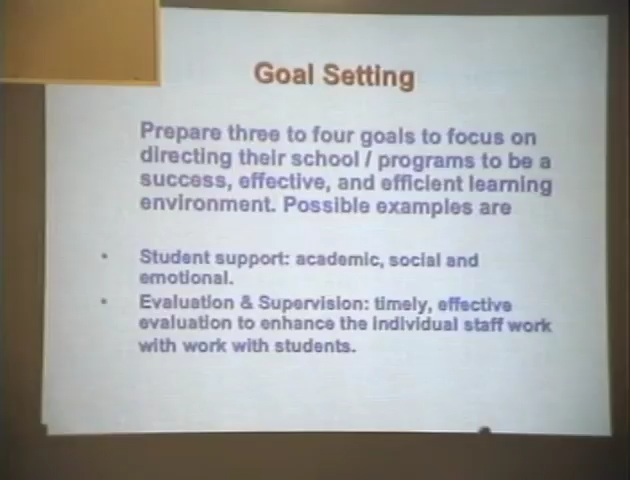 Goal Setting
Prepare three to four goals to focus on
directing their school / programs to be a
success, effective, and efficient learning
environment. Possible examples are
• Student support: academic, social and
emotional.
• Evaluation & Supervision: timely, effective
evaluation to enhance the individual staff work
with work with students.